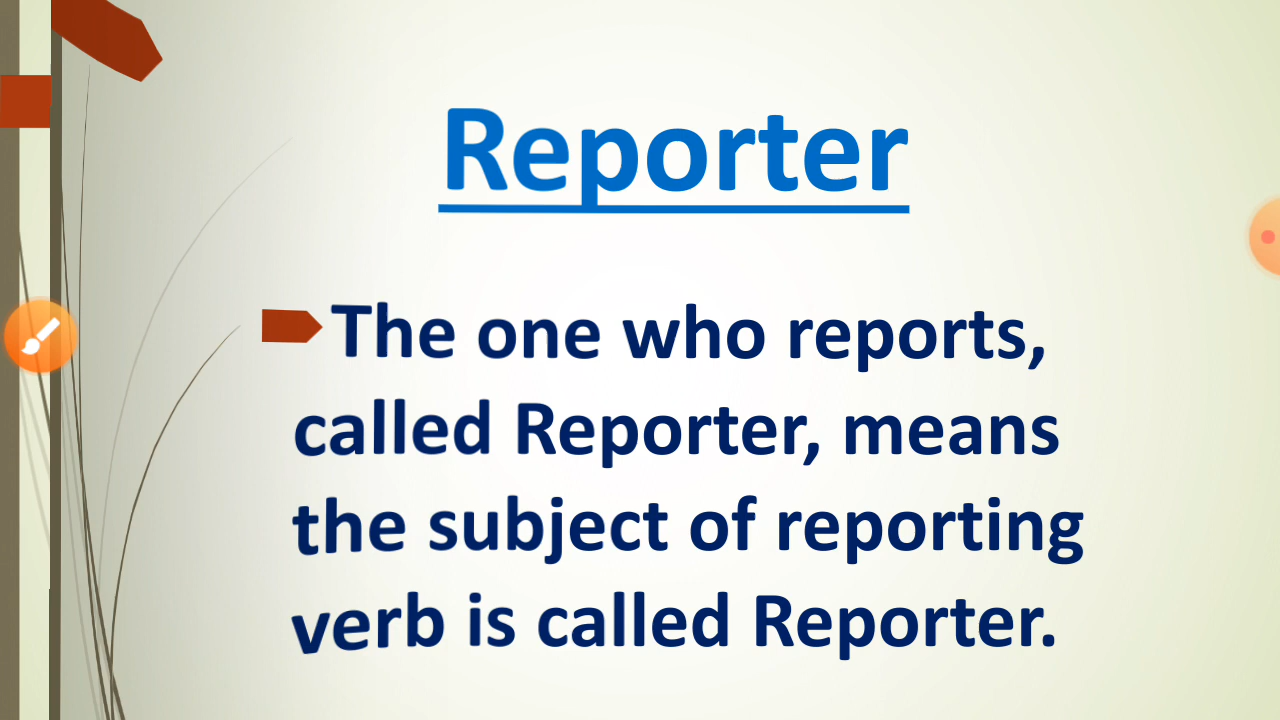 Reporter
The one who reports,
called Reporter, means
the subject of reporting
verb is called Reporter.